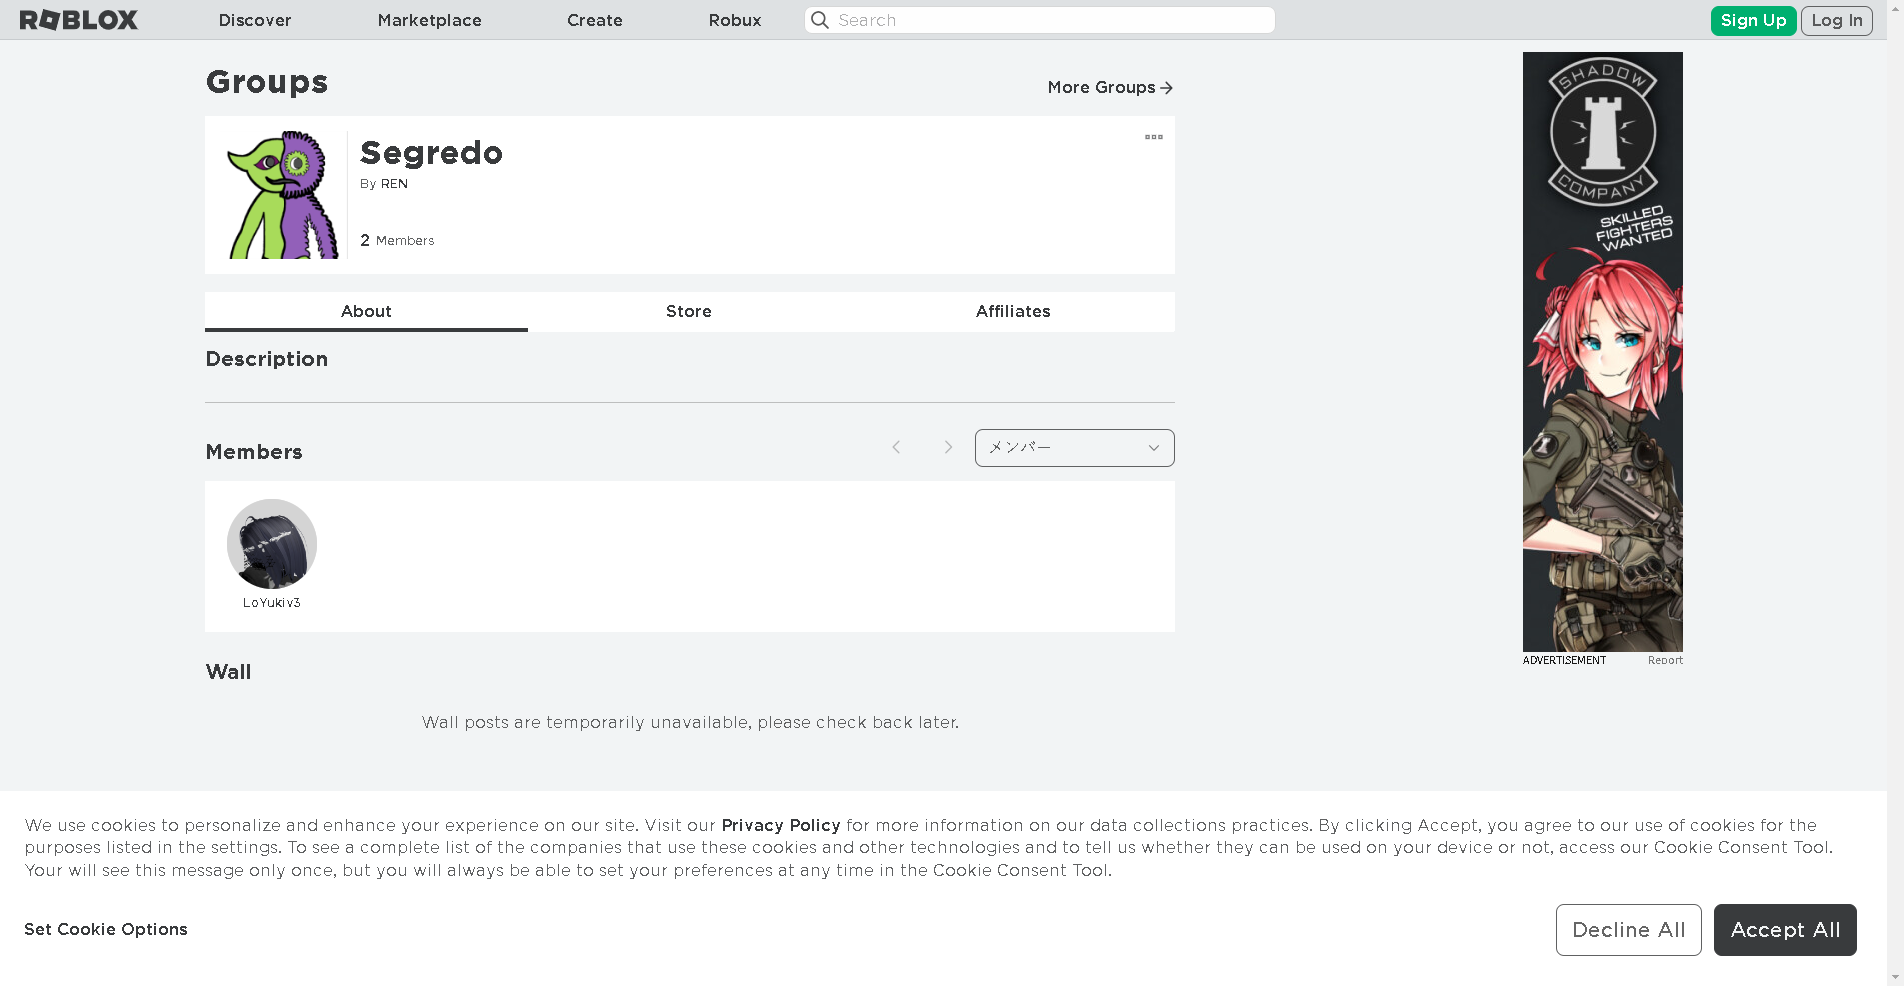 ROBLOX
Discover
Marketplace
Create
Robux
Search
Sign Up
Log In
Groups
More Groups
Segredo
By REN
2 Members
About
Store
Affiliates
Description
Members
メンバー
LoYukiv3
Wall
Wall posts are temporarily unavailable, please check back later.
SHADOW
COMPANY
SKILLED
FIGHTERS
WANTED
ADVERTISEMENT
Report
We use cookies to personalize and enhance your experience on our site. Visit our Privacy Policy for more information on our data collections practices. By clicking Accept, you agree to our use of cookies for the
purposes listed in the settings. To see a complete list of the companies that use these cookies and other technologies and to tell us whether they can be used on your device or not, access our Cookie Consent Tool.
Your will see this message only once, but you will always be able to set your preferences at any time in the Cookie Consent Tool.
Set Cookie Options
Decline All
Accept All